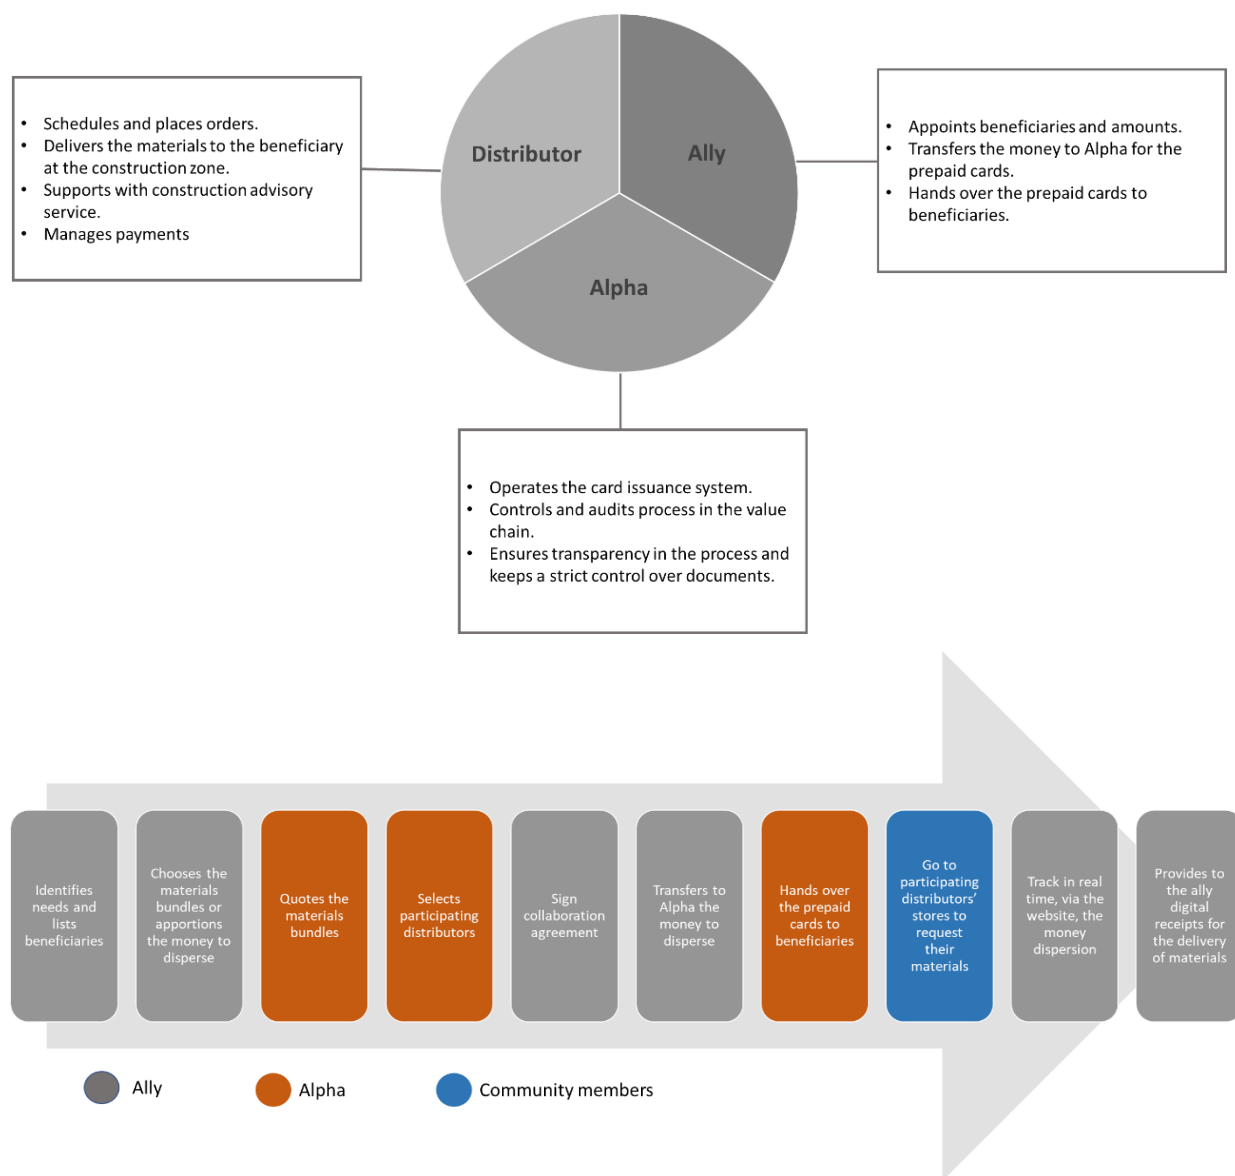 • Schedules and places orders.
• Delivers the materials to the beneficiary
at the construction zone.
• Supports with construction advisory
service.
• Manages payments
Distributor
Ally
Alpha
• Appoints beneficiaries and amounts.
• Transfers the money to Alpha for the
prepaid cards.
• Hands over the prepaid cards to
beneficiaries.
• Operates the card issuance system.
• Controls and audits process in the value
chain.
• Ensures transparency in the process and
keeps a strict control over documents.
Identifies
needs and
lists
beneficiaries
Chooses the
materials
bundles or
apportions
the money to
disperse
Quotes the
materials
bundles
Selects
participating
distributors
Sign
collaboration
agreement
Transfers to
Alpha the
money to
disperse
Hands over
the prepaid
cards to
beneficiaries
Go to
participating
distributors’
stores to
request
their
materials
Track in real
time, via the
website, the
money
dispersion
Provides to
the ally
digital
receipts for
the delivery
of materials
Ally
Alpha
Community members